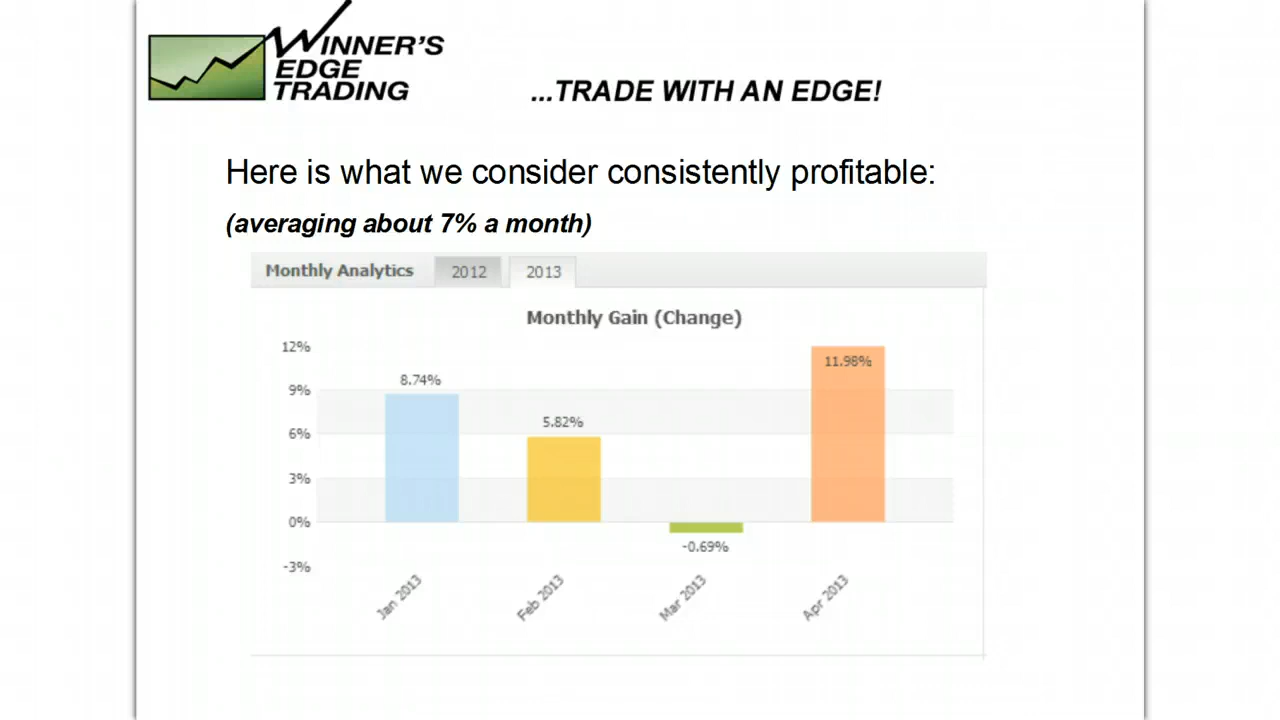 WINNER'S
EDGE
TRADING
...TRADE WITH AN EDGE!
Here is what we consider consistently profitable:
(averaging about 7% a month)
Monthly Analytics 2012 2013
Monthly Gain (Change)
12%
9%
6%
3%
0%
-3%
8.74%
5.82%
-0.69%
11.98%
Jan 2013
Feb 2013
Mar 2013
Apr 2013